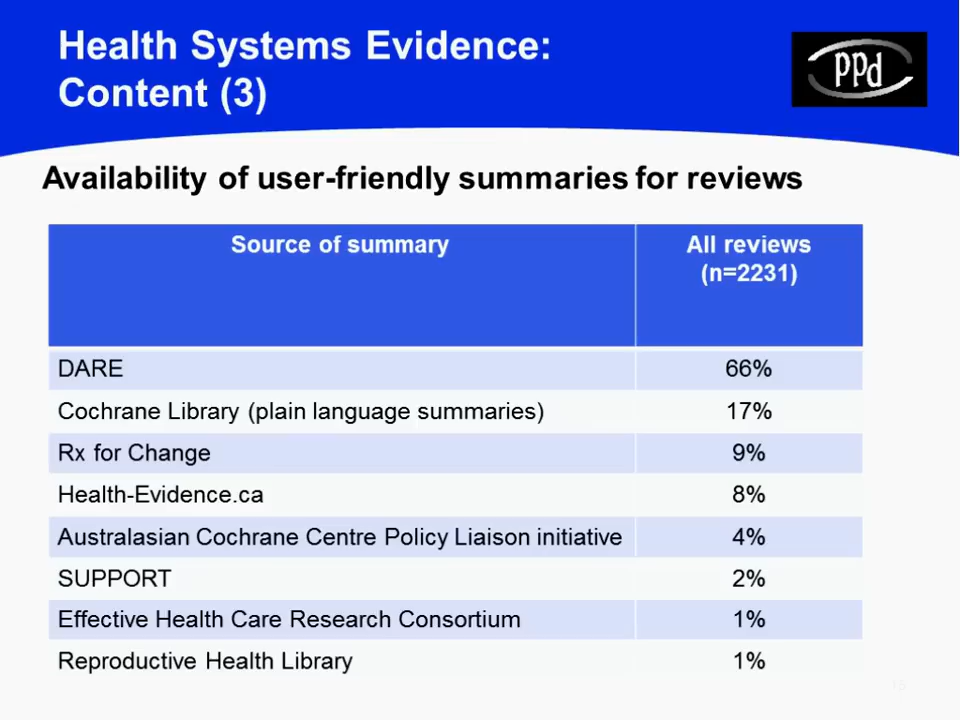 Health Systems Evidence:
Content (3)
ppd
Availability of user-friendly summaries for reviews
Source of summary All reviews
(n=2231)
DARE 66%
Cochrane Library (plain language summaries) 17%
Rx for Change 9%
Health-Evidence.ca 8%
Australasian Cochrane Centre Policy Liaison initiative 4%
SUPPORT 2%
Effective Health Care Research Consortium 1%
Reproductive Health Library 1%